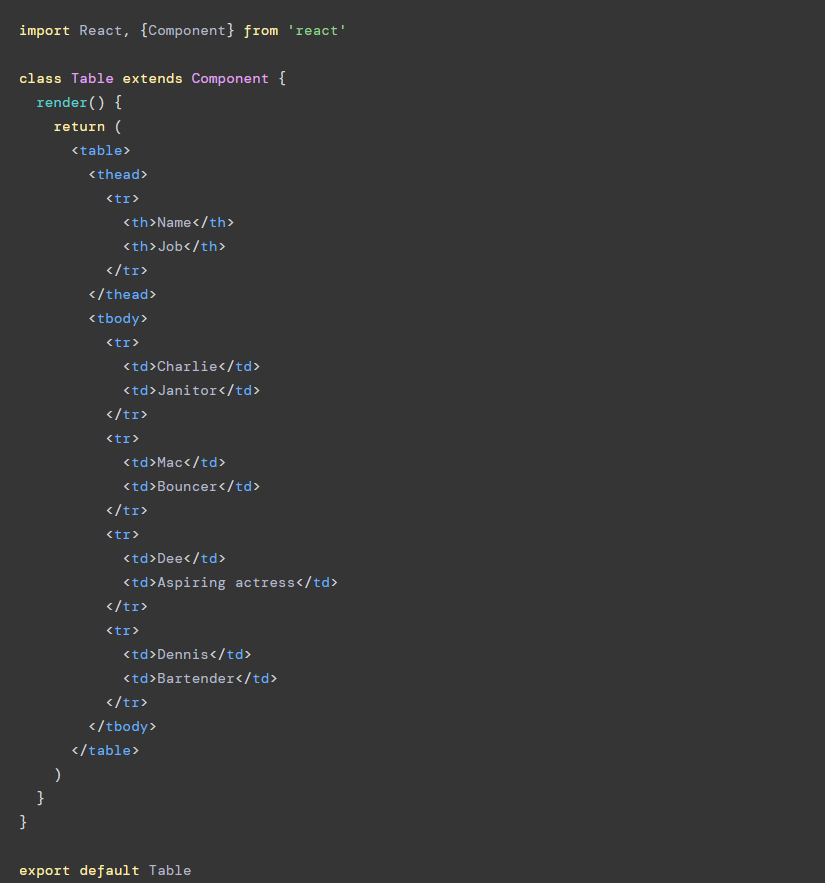 import React, {Component} from 'react'

class Table extends Component {
  render() {
    return (
      <table>
        <thead>
          <tr>
            <th>Name</th>
            <th>Job</th>
          </tr>
        </thead>
        <tbody>
          <tr>
            <td>Charlie</td>
            <td>Janitor</td>
          </tr>
          <tr>
            <td>Mac</td>
            <td>Bouncer</td>
          </tr>
          <tr>
            <td>Dee</td>
            <td>Aspiring actress</td>
          </tr>
          <tr>
            <td>Dennis</td>
            <td>Bartender</td>
          </tr>
        </tbody>
      </table>
    )
  }
}

export default Table